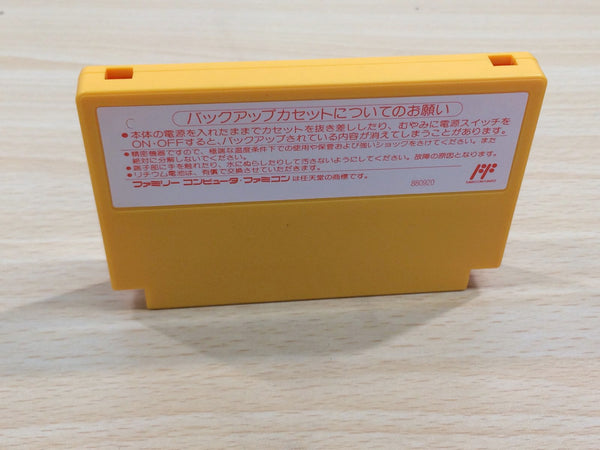 バックアップカセットについてのお願い
●本体の電源を入れたままでカセットを抜き差ししたり、むやみに電源スイッチを
ON・OFFすると、バックアップされている内容が消えてしまうことがあります。
●精密機器ですので、極端な温度条件下での使用や保管および強いショックをさけてください。また
絶対に分解しないでください。
●端子部に手を触れたり、水にぬらしたりして汚さないようにしてください。故障の原因となります。
●リチウム電池は、有償で交換させていただきます。
ファミリー コンピュータ・ファミコンは任天堂の商標です。
880920